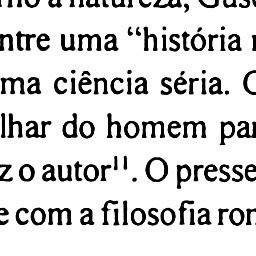 rno à natureza, Gus
ntre uma “história n
ma ciência séria. O
lhar do homem par
z o autor¹¹. O presse
e com a filosofia ron